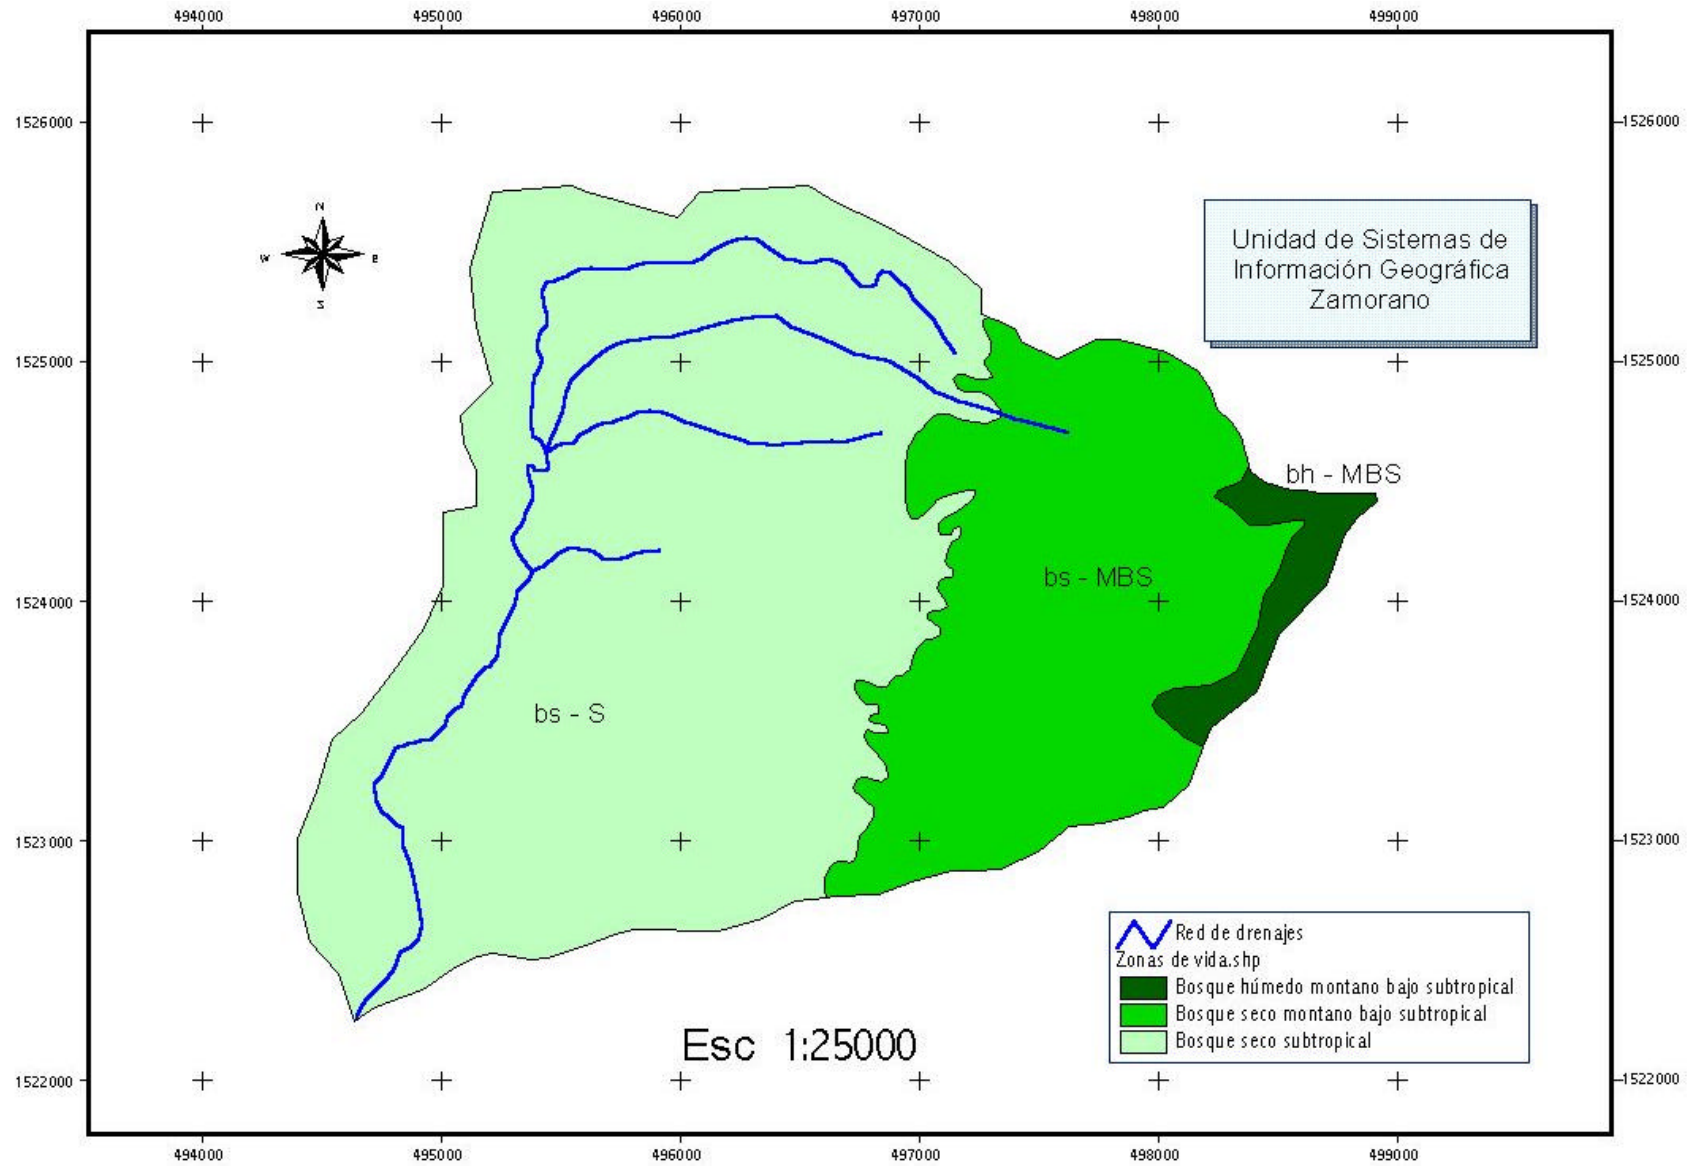 494000 495000 496000 497000 498000 499000
1526000 1526000
N
W E
S
Unidad de Sistemas de
Información Geográfica
Zamorano
1525000 1525000
bh - MBS
bs - MBS
1524000 1524000
bs - S
1523000 1523000
Red de drenajes
Zonas de vida.shp
Bosque húmedo montano bajo subtropical
Bosque seco montano bajo subtropical
Bosque seco subtropical
Esc 1:25000
1522000 1522000
494000 495000 496000 497000 498000 499000